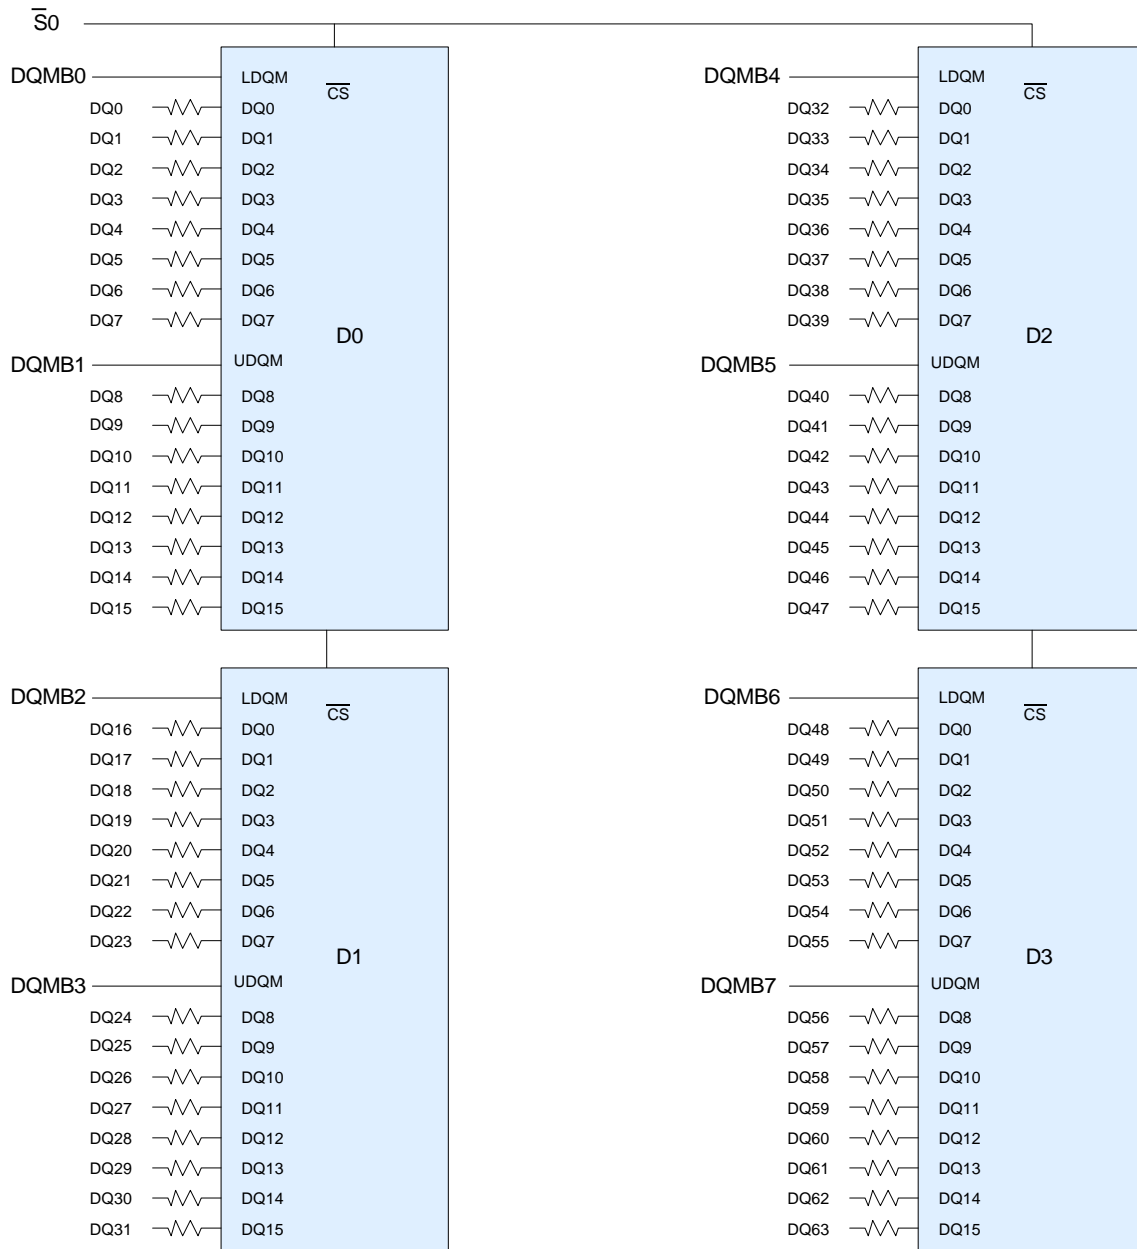 S̅0
DQMB0 LDQM
C̅S̅
DQ0 DQ0
DQ1 DQ1
DQ2 DQ2
DQ3 DQ3
DQ4 DQ4
DQ5 DQ5
DQ6 DQ6
DQ7 DQ7
D0
DQMB1 UDQM
DQ8 DQ8
DQ9 DQ9
DQ10 DQ10
DQ11 DQ11
DQ12 DQ12
DQ13 DQ13
DQ14 DQ14
DQ15 DQ15
DQMB2 LDQM
C̅S̅
DQ16 DQ0
DQ17 DQ1
DQ18 DQ2
DQ19 DQ3
DQ20 DQ4
DQ21 DQ5
DQ22 DQ6
DQ23 DQ7
D1
DQMB3 UDQM
DQ24 DQ8
DQ25 DQ9
DQ26 DQ10
DQ27 DQ11
DQ28 DQ12
DQ29 DQ13
DQ30 DQ14
DQ31 DQ15
DQMB4 LDQM
C̅S̅
DQ32 DQ0
DQ33 DQ1
DQ34 DQ2
DQ35 DQ3
DQ36 DQ4
DQ37 DQ5
DQ38 DQ6
DQ39 DQ7
D2
DQMB5 UDQM
DQ40 DQ8
DQ41 DQ9
DQ42 DQ10
DQ43 DQ11
DQ44 DQ12
DQ45 DQ13
DQ46 DQ14
DQ47 DQ15
DQMB6 LDQM
C̅S̅
DQ48 DQ0
DQ49 DQ1
DQ50 DQ2
DQ51 DQ3
DQ52 DQ4
DQ53 DQ5
DQ54 DQ6
DQ55 DQ7
D3
DQMB7 UDQM
DQ56 DQ8
DQ57 DQ9
DQ58 DQ10
DQ59 DQ11
DQ60 DQ12
DQ61 DQ13
DQ62 DQ14
DQ63 DQ15